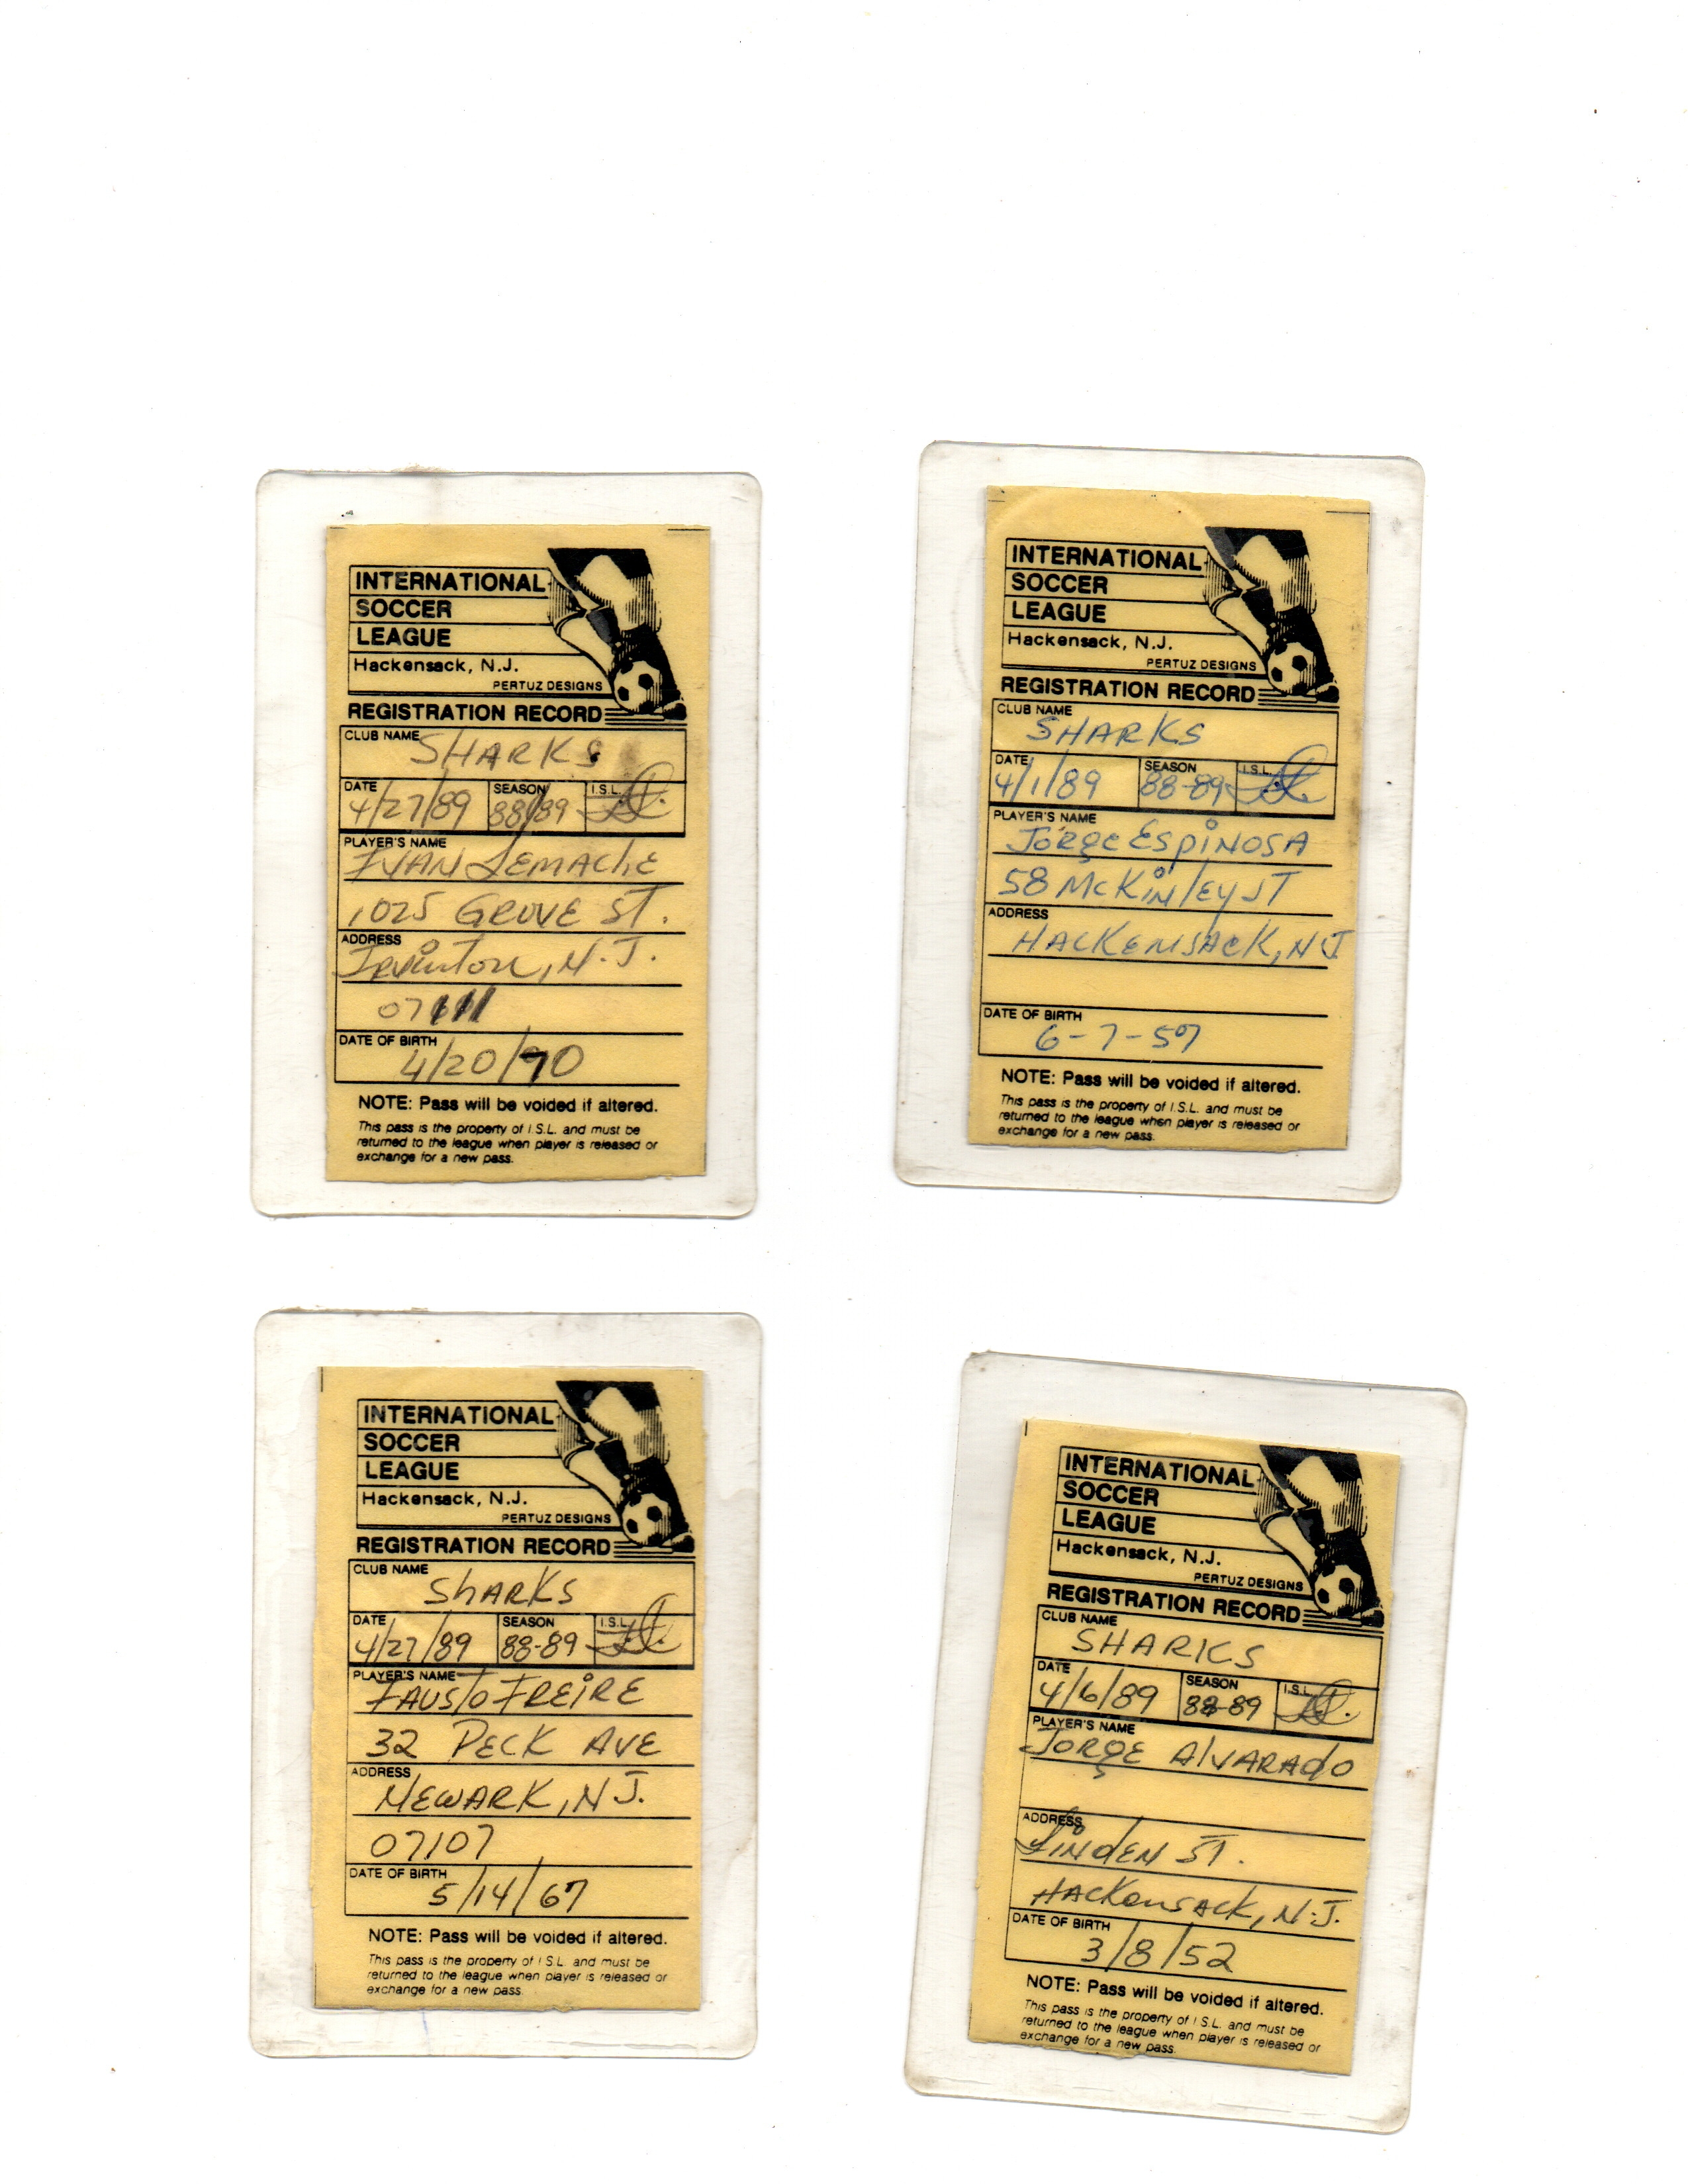 INTERNATIONAL
SOCCER
LEAGUE
Hackensack, N.J.
PERTUZ DESIGNS
REGISTRATION RECORD
CLUB NAME SHARKS
DATE SEASON I.S.L.
4/27/89 88/89
PLAYER'S NAME
IVAN LEMACHE
1025 GROVE ST.
ADDRESS
Irvinton, N.J.
07111
DATE OF BIRTH
4/20/70
NOTE: Pass will be voided if altered.
This pass is the property of I.S.L. and must be
returned to the league when player is released or
exchange for a new pass.
INTERNATIONAL
SOCCER
LEAGUE
Hackensack, N.J.
PERTUZ DESIGNS
REGISTRATION RECORD
CLUB NAME
SHARKS
DATE SEASON I.S.L.
4/1/89 88-89
PLAYER'S NAME
JORGE ESPINOSA
58 McKINlEY ST
ADDRESS
HACKENSACK, NJ
DATE OF BIRTH
6-7-57
NOTE: Pass will be voided if altered.
This pass is the property of I.S.L. and must be
returned to the league when player is released or
exchange for a new pass.
INTERNATIONAL
SOCCER
LEAGUE
Hackensack, N.J.
PERTUZ DESIGNS
REGISTRATION RECORD
CLUB NAME
ShARKS
DATE SEASON I.S.L.
4/27/89 88-89
PLAYER'S NAME
FAUSTO FREIRE
32 PECK AVE
ADDRESS
NEWARK, NJ.
07107
DATE OF BIRTH
5/14/67
NOTE: Pass will be voided if altered.
This pass is the property of I.S.L. and must be
returned to the league when player is released or
exchange for a new pass.
INTERNATIONAL
SOCCER
LEAGUE
Hackensack, N.J.
PERTUZ DESIGNS
REGISTRATION RECORD
CLUB NAME
SHARKS
DATE SEASON I.S.L.
4/6/89 88-89
PLAYER'S NAME
JORGE AlVARAdO
ADDRESS
LINdEN ST.
HACKensACK, N.J.
DATE OF BIRTH
3/8/52
NOTE: Pass will be voided if altered.
This pass is the property of I.S.L. and must be
returned to the league when player is released or
exchange for a new pass.